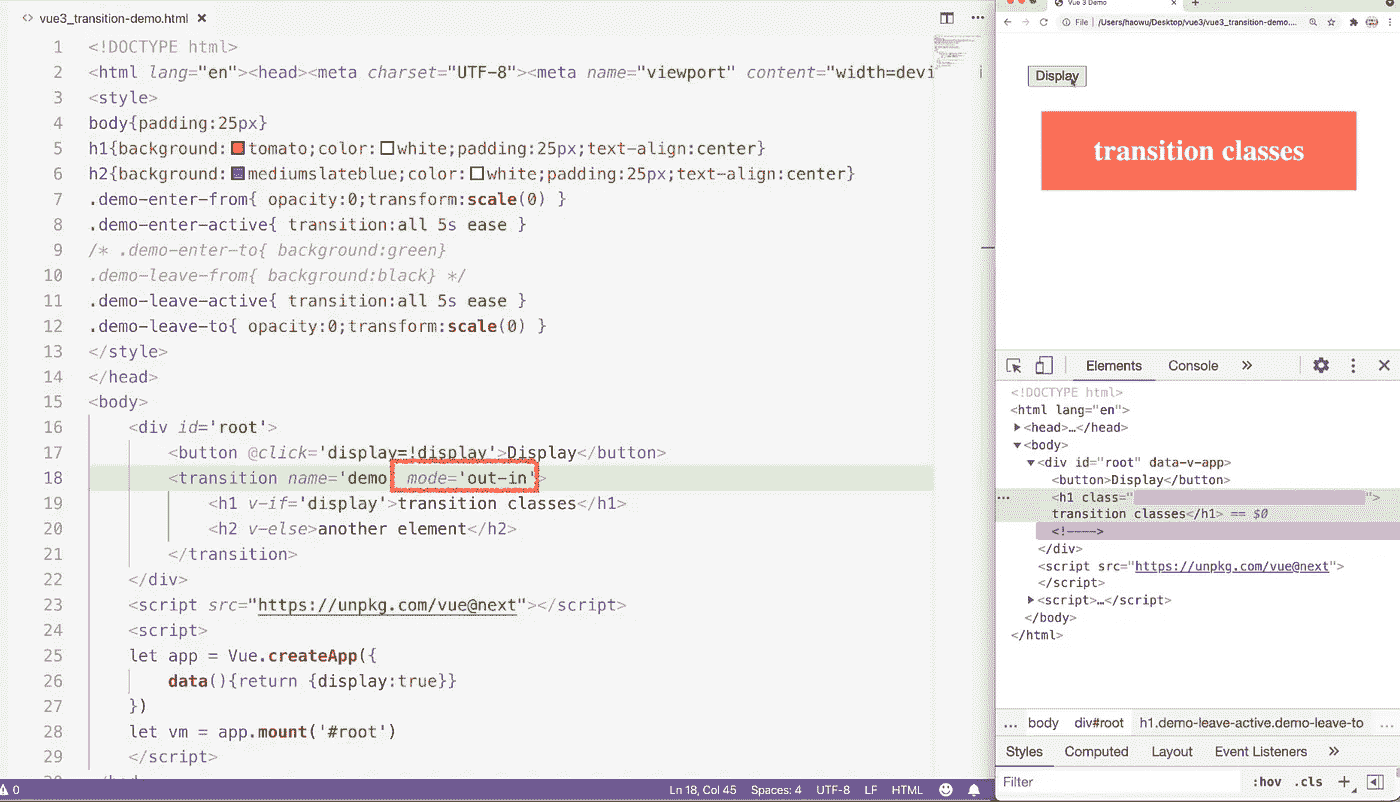 <> vue3_transition-demo.html ×
1 <!DOCTYPE html>
2 <html lang="en"><head><meta charset="UTF-8"><meta name="viewport" content="width=devi
3 <style>
4 body{padding:25px}
5 h1{background:tomato;color:white;padding:25px;text-align:center}
6 h2{background:mediumslateblue;color:white;padding:25px;text-align:center}
7 .demo-enter-from{ opacity:0;transform:scale(0) }
8 .demo-enter-active{ transition:all 5s ease }
9 /* .demo-enter-to{ background:green}
10 .demo-leave-from{ background:black} */
11 .demo-leave-active{ transition:all 5s ease }
12 .demo-leave-to{ opacity:0;transform:scale(0) }
13 </style>
14 </head>
15 <body>
16 <div id='root'>
17 <button @click='display=!display'>Display</button>
18 <transition name='demo mode='out-in'>
19 <h1 v-if='display'>transition classes</h1>
20 <h2 v-else>another element</h2>
21 </transition>
22 </div>
23 <script src="https://unpkg.com/vue@next"></script>
24 <script>
25 let app = Vue.createApp({
26 data(){return {display:true}}
27 })
28 let vm = app.mount('#root')
29 </script>
0
Ln 18, Col 45 Spaces: 4 UTF-8 LF HTML
Vue 3 Demo
File | /Users/haowu/Desktop/vue3/vue3_transition-demo....
Display
transition classes
Elements Console »
<!DOCTYPE html>
<html lang="en">
<head>…</head>
<body>
<div id="root" data-v-app>
<button>Display</button>
<h1 class=" ">
transition classes</h1> == $0
<!---->
</div>
<script src="https://unpkg.com/vue@next">
</script>
<script>…</script>
</body>
</html>
... body div#root h1.demo-leave-active.demo-leave-to ...
Styles Computed Layout Event Listeners »
Filter :hov .cls +